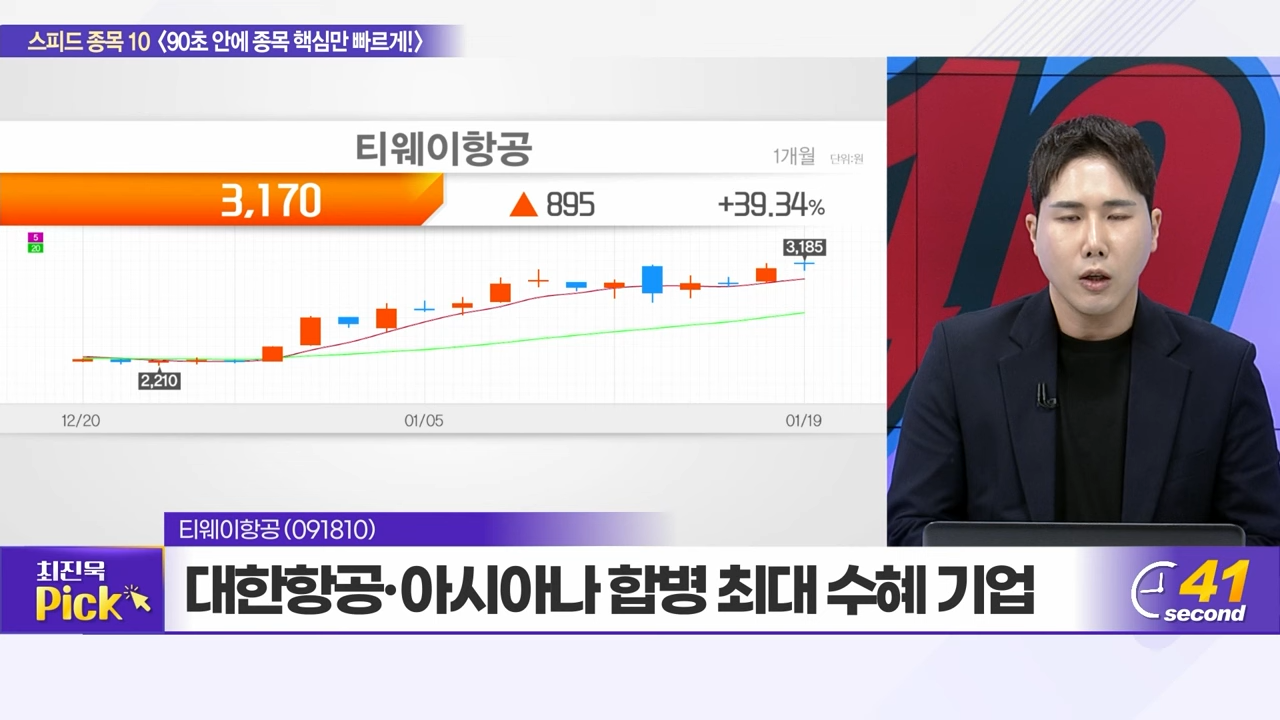 스피드 종목 10 〈90초 안에 종목 핵심만 빠르게!〉
티웨이항공
1개월 단위:원
3,170 ▲ 895 +39.34%
5
20
3,185
2,210
12/20 01/05 01/19
티웨이항공 (091810)
최진욱
Pick
대한항공·아시아나 합병 최대 수혜 기업
41
second
10